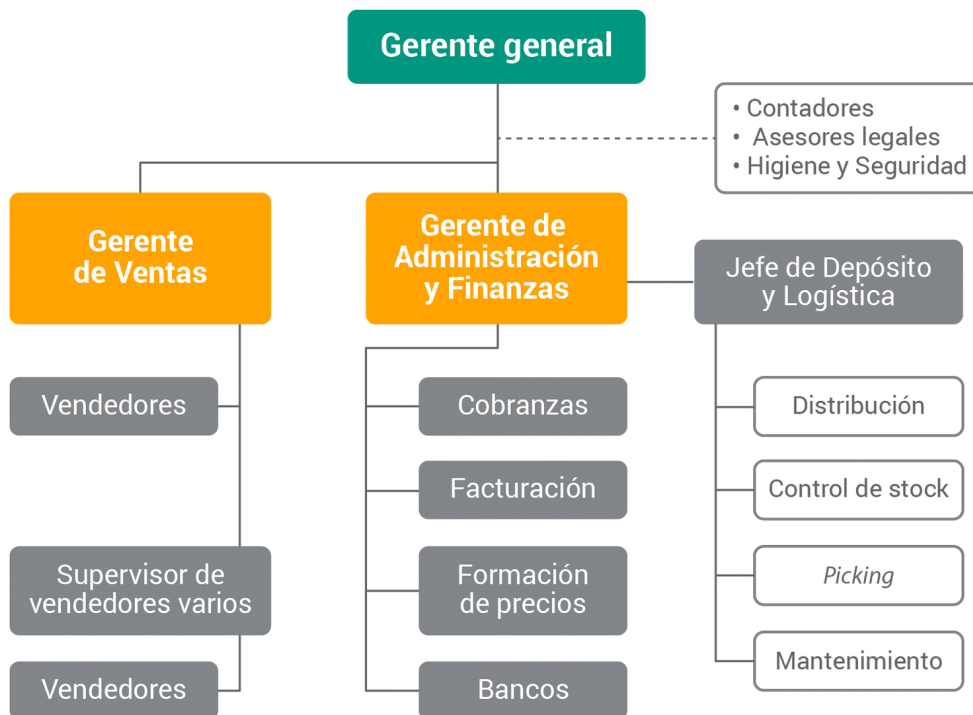 Gerente general
• Contadores
• Asesores legales
• Higiene y Seguridad
Gerente
de Ventas
Gerente de
Administración
y Finanzas
Jefe de Depósito
y Logística
Vendedores
Supervisor de
vendedores varios
Vendedores
Cobranzas
Facturación
Formación
de precios
Bancos
Distribución
Control de stock
Picking
Mantenimiento